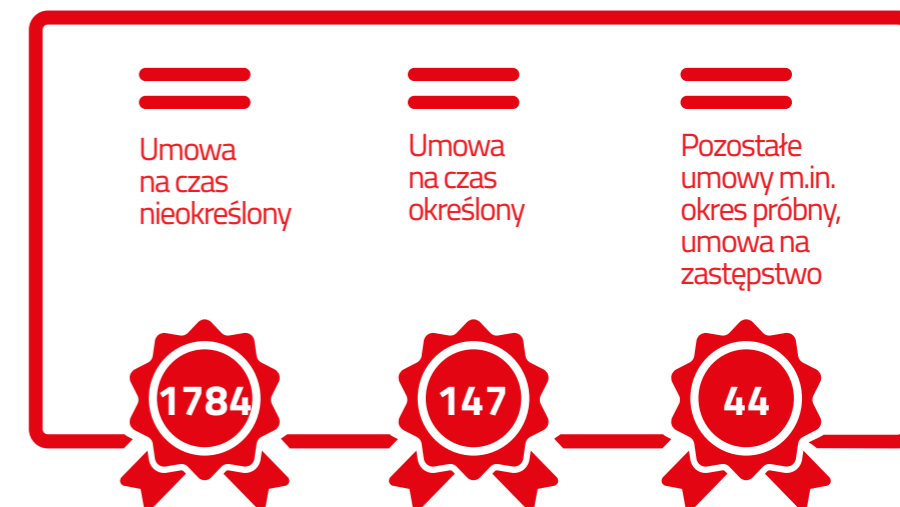 Umowa
na czas
nieokreślony
Umowa
na czas
określony
Pozostałe
umowy m.in.
okres próbny,
umowa na
zastępstwo
1784
147
44